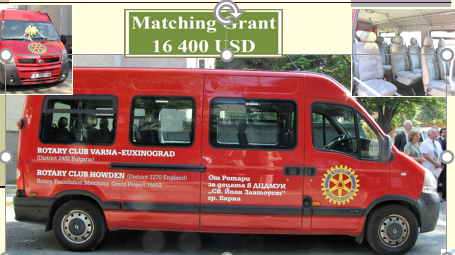 Matching Grant
16 400 USD
ROTARY CLUB VARNA-EUXINOGRAD
(District 2482 Bulgaria)
ROTARY CLUB HOWDEN (District 1270 England)
Rotary Foundation Matching Grant Project 76652
От Ротари
за децата в ДЦДМУИ
„СВ. Йоан Златоуст“
гр. Варна